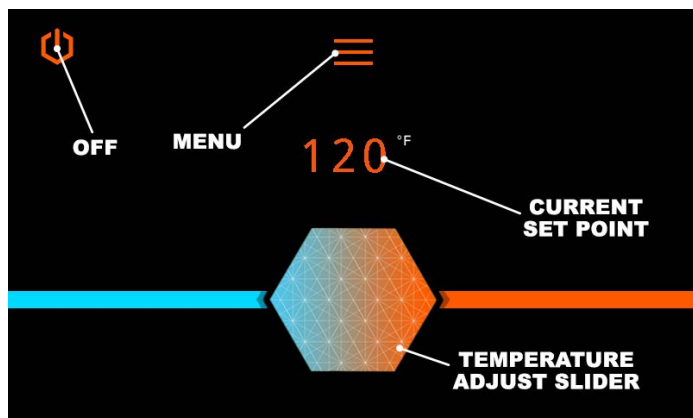 OFF
MENU
120 °F
CURRENT
SET POINT
TEMPERATURE
ADJUST SLIDER